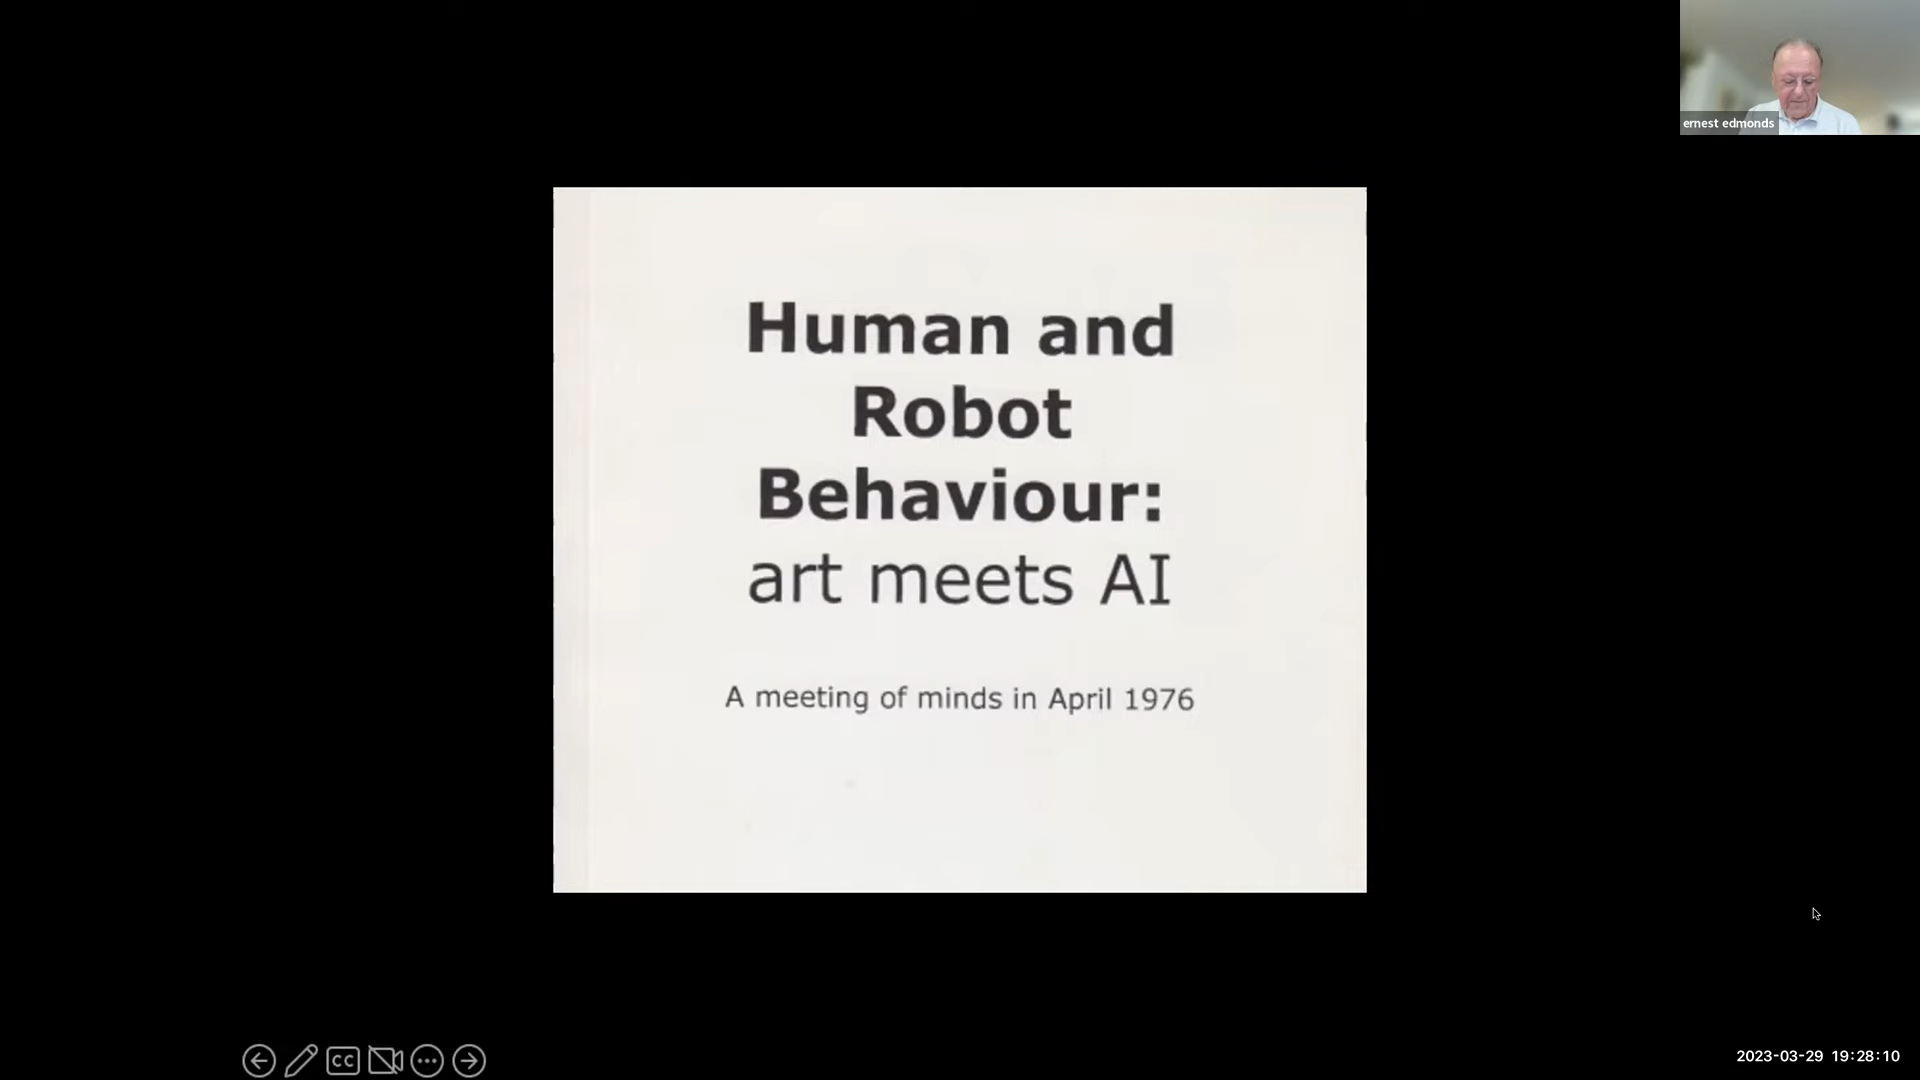 ernest edmonds
Human and
Robot
Behaviour:
art meets AI
A meeting of minds in April 1976
CC
2023-03-29 19:28:10